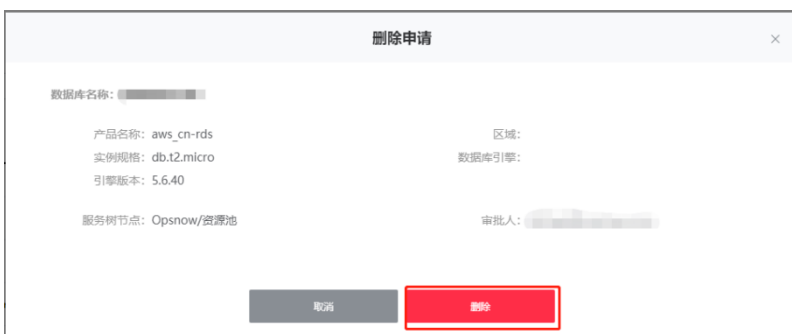 删除申请
数据库名称:
产品名称: aws_cn-rds 区域:
实例规格: db.t2.micro 数据库引擎:
引擎版本: 5.6.40
服务树节点: Opsnow/资源池 审批人:
取消 删除